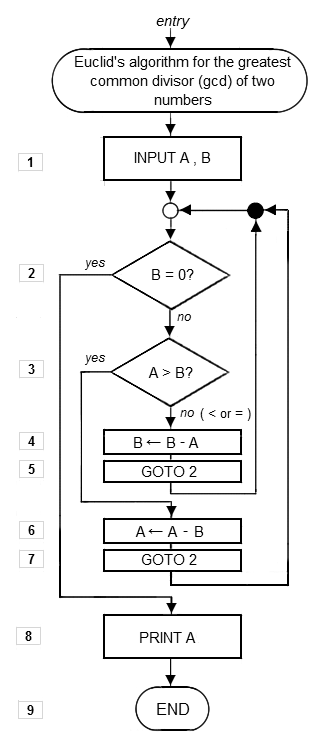 entry
Euclid's algorithm for the greatest
common divisor (gcd) of two
numbers
1
INPUT A , B
2
yes
B = 0?
no
3
yes
A > B?
no ( < or = )
4
B ← B - A
5
GOTO 2
6
A ← A - B
7
GOTO 2
8
PRINT A
9
END